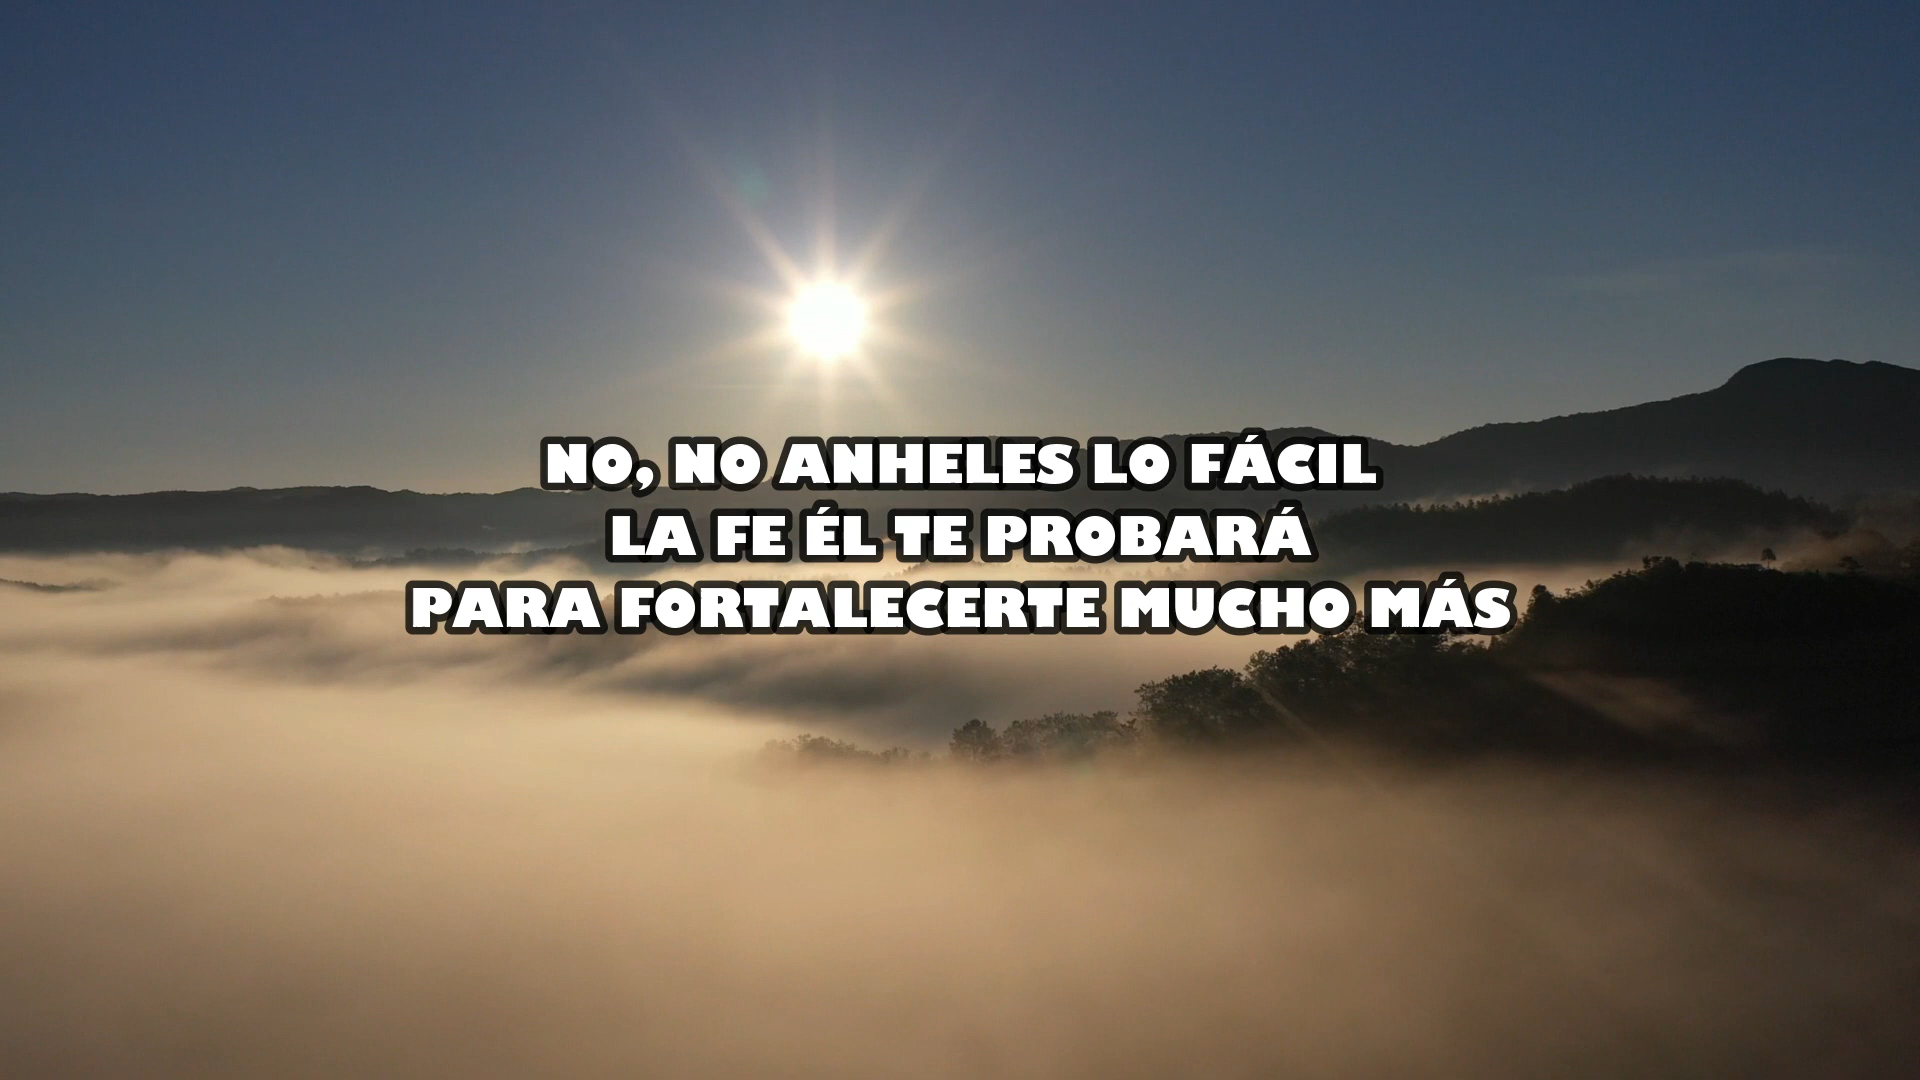 NO, NO ANHELES LO FÁCIL
LA FE ÉL TE PROBARÁ
PARA FORTALECERTE MUCHO MÁS